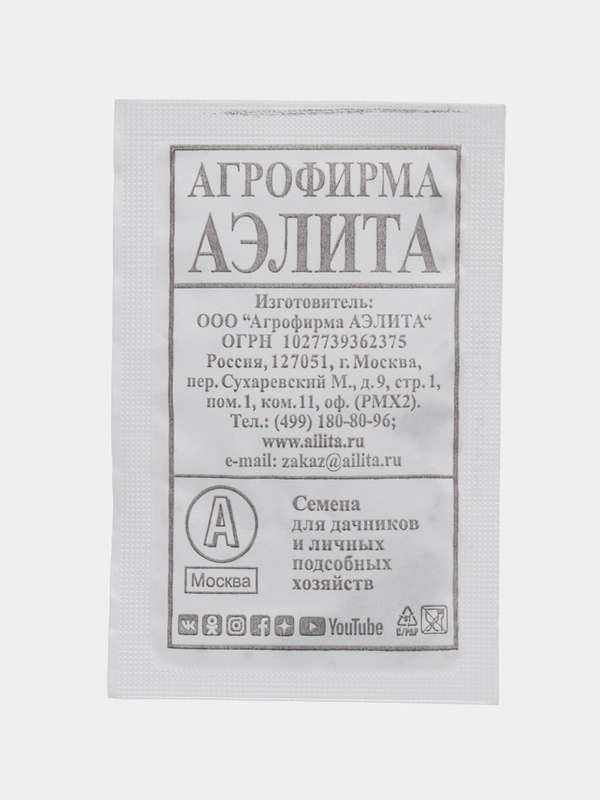 АГРОФИРМА
АЭЛИТА
Изготовитель:
ООО “Агрофирма АЭЛИТА“
ОГРН 1027739362375
Россия, 127051, г. Москва,
пер. Сухаревский М., д. 9, стр. 1,
пом. 1, ком. 11, оф. (РМХ2).
Тел.: (499) 180-80-96;
www.ailita.ru
e-mail: zakaz@ailita.ru
А
Москва
Семена
для дачников
и личных
подсобных
хозяйств
YouTube
C/PAP